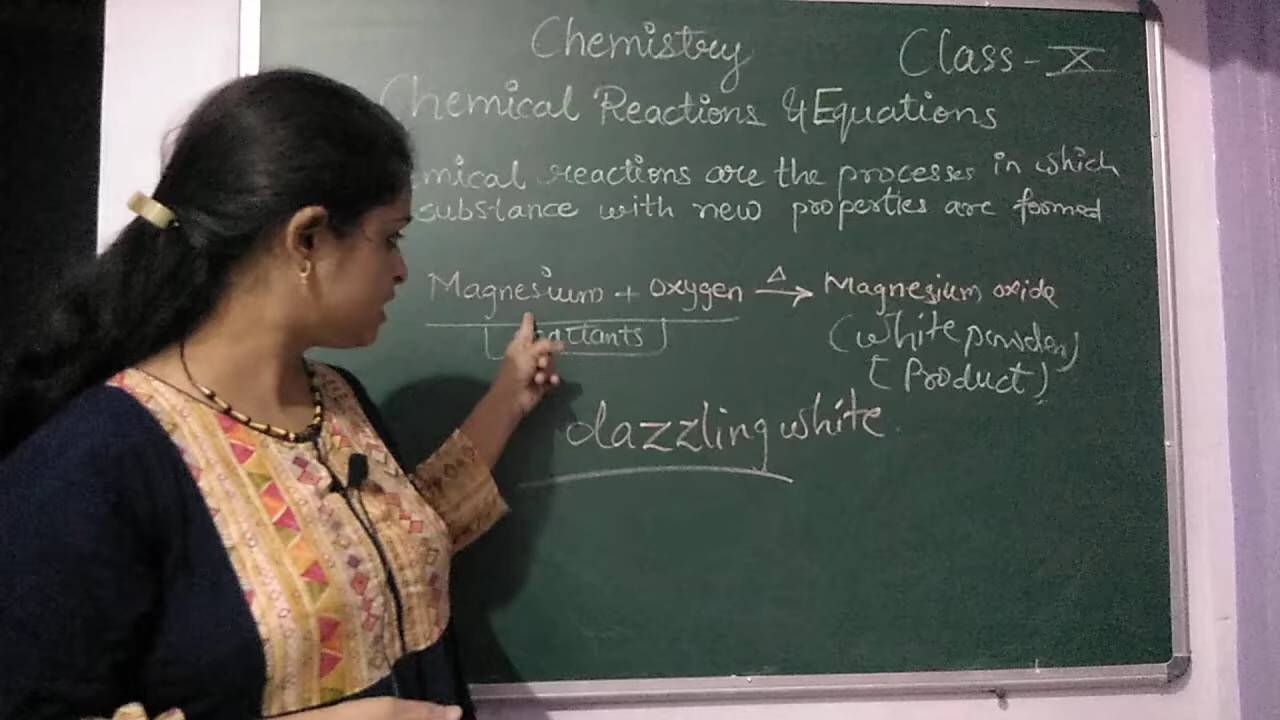 Chemistry Class - X
Chemical Reactions & Equations
mical reactions are the processes in which
substance with new properties are formed
Magnesium + oxygen Δ → Magnesium oxide
(white powder)
(Product)
dazzling white.